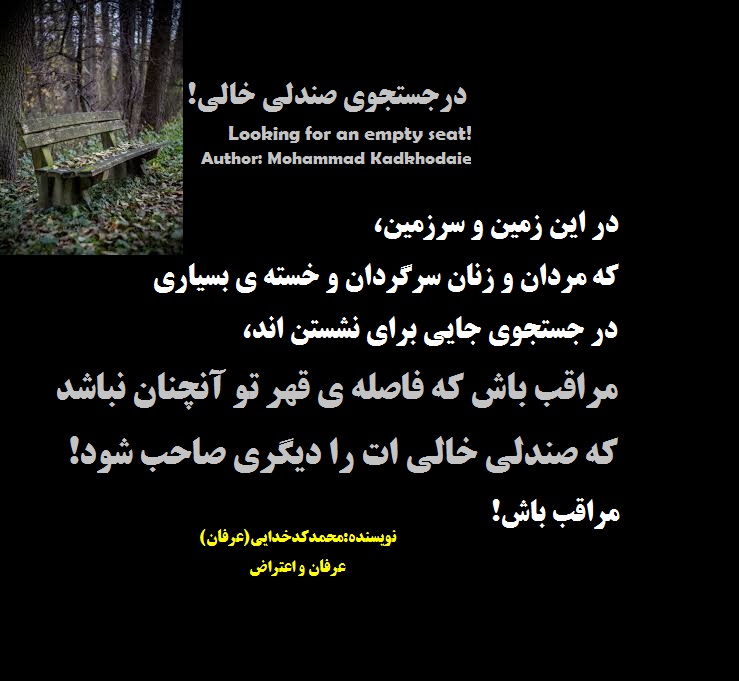 درجستجوی صندلی خالی!
Looking for an empty seat!
Author: Mohammad Kadkhodaie
در این زمین و سرزمین،
که مردان و زنان سرگردان و خسته ی بسیاری
در جستجوی جایی برای نشستن اند،
مراقب باش که فاصله ی قهر تو آنچنان نباشد
که صندلی خالی ات را دیگری صاحب شود!
مراقب باش!
نویسنده:محمدکدخدایی(عرفان)
عرفان و اعتراض